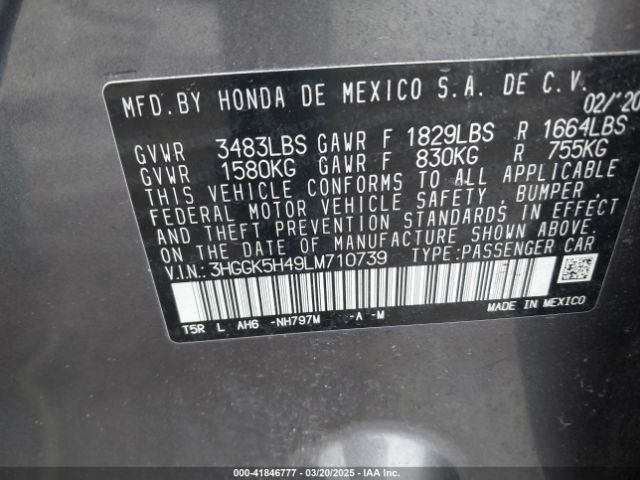 MFD.BY HONDA DE MEXICO S.A. DE C.V.
02/'20
GVWR 3483LBS GAWR F 1829LBS R 1664LBS
GVWR 1580KG GAWR F 830KG R 755KG
THIS VEHICLE CONFORMS TO ALL APPLICABLE
FEDERAL MOTOR VEHICLE SAFETY, BUMPER,
AND THEFT PREVENTION STANDARDS IN EFFECT
ON THE DATE OF MANUFACTURE SHOWN ABOVE.
V.I.N.: 3HGGK5H49LM710739 TYPE:PASSENGER CAR
T5R L AH6 -NH797M -A -M MADE IN MEXICO
000-41846777 - 03/20/2025 - IAA Inc.